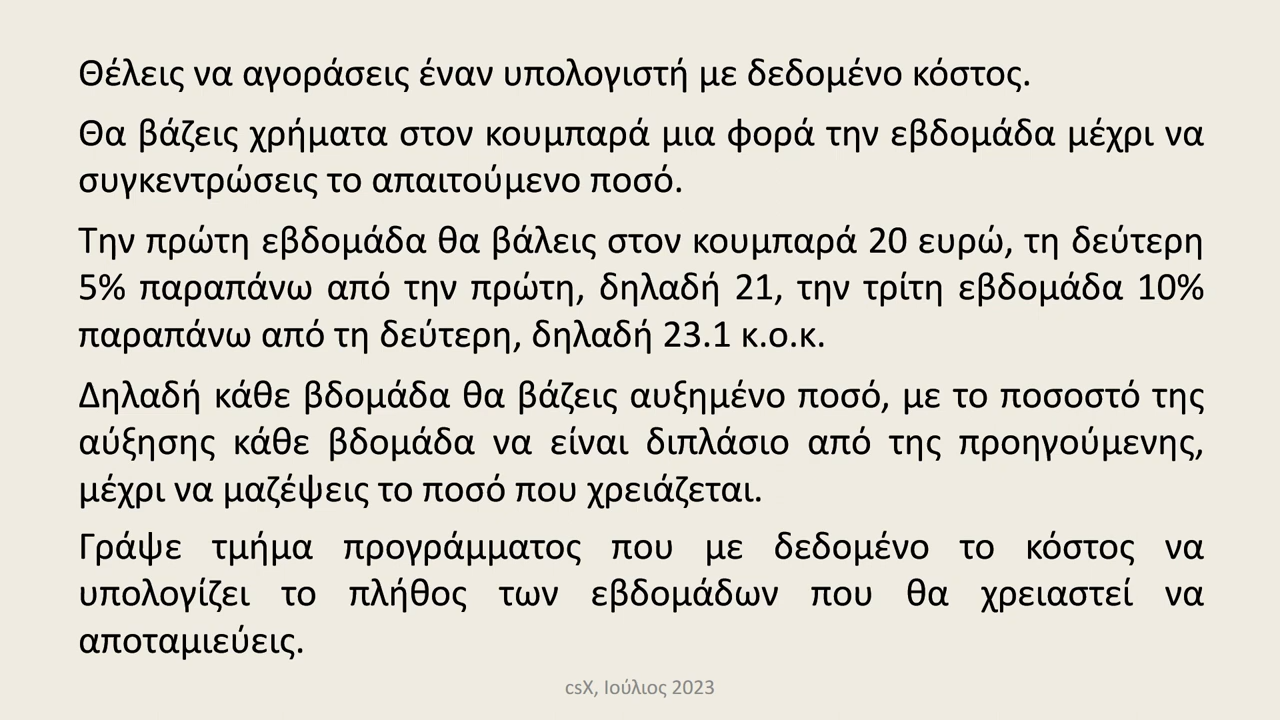 Θέλεις να αγοράσεις έναν υπολογιστή με δεδομένο κόστος.
Θα βάζεις χρήματα στον κουμπαρά μια φορά την εβδομάδα μέχρι να
συγκεντρώσεις το απαιτούμενο ποσό.
Την πρώτη εβδομάδα θα βάλεις στον κουμπαρά 20 ευρώ, τη δεύτερη
5% παραπάνω από την πρώτη, δηλαδή 21, την τρίτη εβδομάδα 10%
παραπάνω από τη δεύτερη, δηλαδή 23.1 κ.ο.κ.
Δηλαδή κάθε βδομάδα θα βάζεις αυξημένο ποσό, με το ποσοστό της
αύξησης κάθε βδομάδα να είναι διπλάσιο από της προηγούμενης,
μέχρι να μαζέψεις το ποσό που χρειάζεται.
Γράψε τμήμα προγράμματος που με δεδομένο το κόστος να
υπολογίζει το πλήθος των εβδομάδων που θα χρειαστεί να
αποταμιεύεις.
csX, Ιούλιος 2023